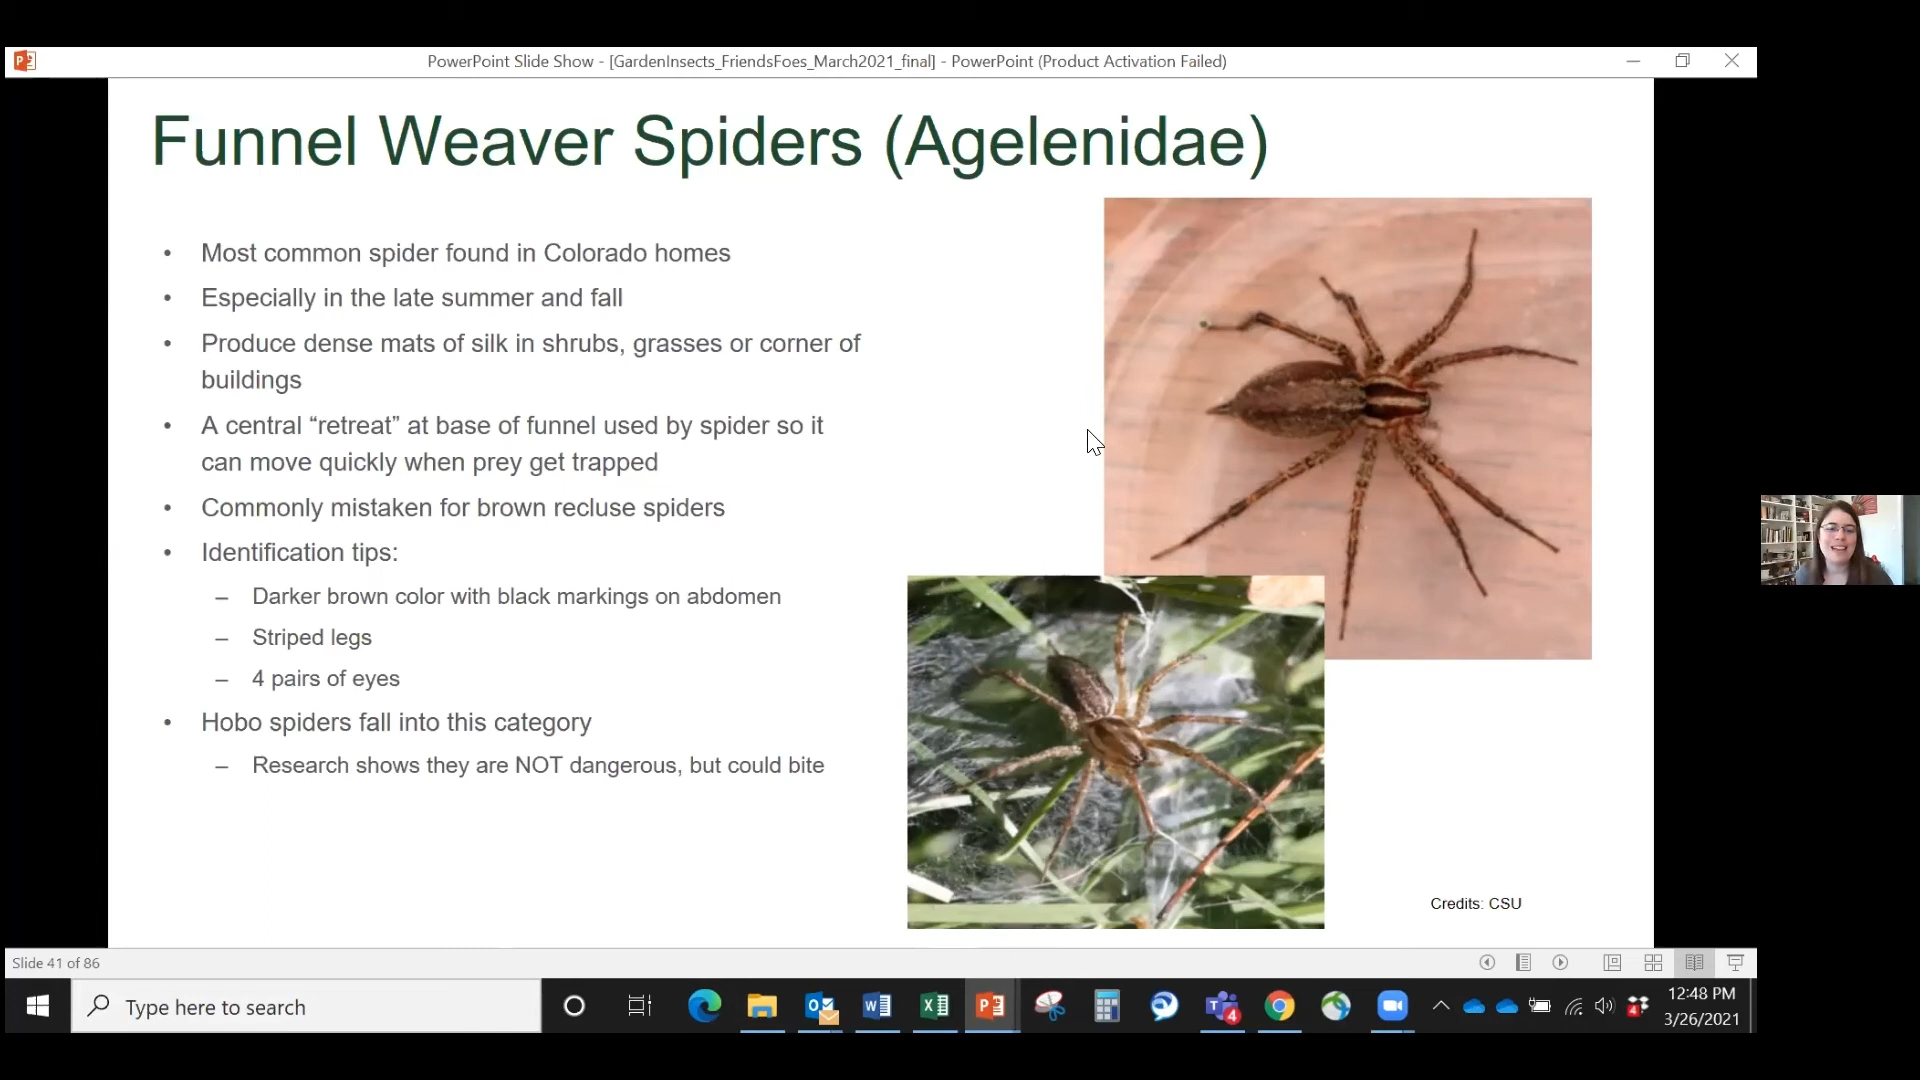 PowerPoint Slide Show - [GardenInsects_FriendsFoes_March2021_final] - PowerPoint (Product Activation Failed)
Funnel Weaver Spiders (Agelenidae)
• Most common spider found in Colorado homes
• Especially in the late summer and fall
• Produce dense mats of silk in shrubs, grasses or corner of
buildings
• A central “retreat” at base of funnel used by spider so it
can move quickly when prey get trapped
• Commonly mistaken for brown recluse spiders
• Identification tips:
– Darker brown color with black markings on abdomen
– Striped legs
– 4 pairs of eyes
• Hobo spiders fall into this category
– Research shows they are NOT dangerous, but could bite
Credits: CSU
Slide 41 of 86
Type here to search
4
4
12:48 PM
3/26/2021